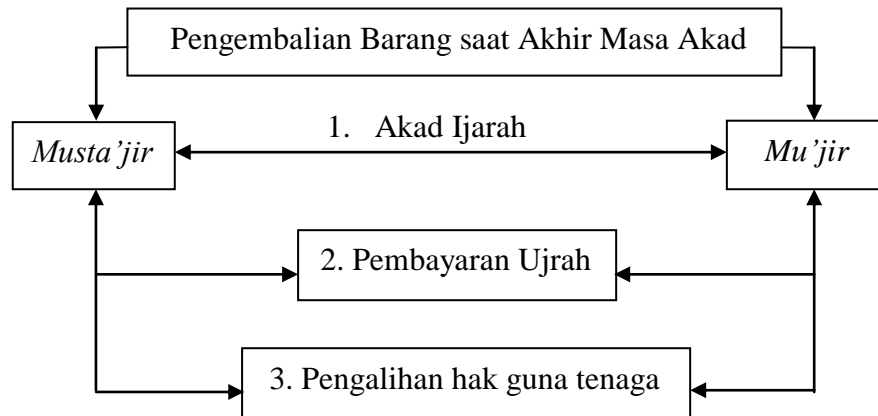 Pengembalian Barang saat Akhir Masa Akad
1. Akad Ijarah
Musta’jir
Mu’jir
2. Pembayaran Ujrah
3. Pengalihan hak guna tenaga